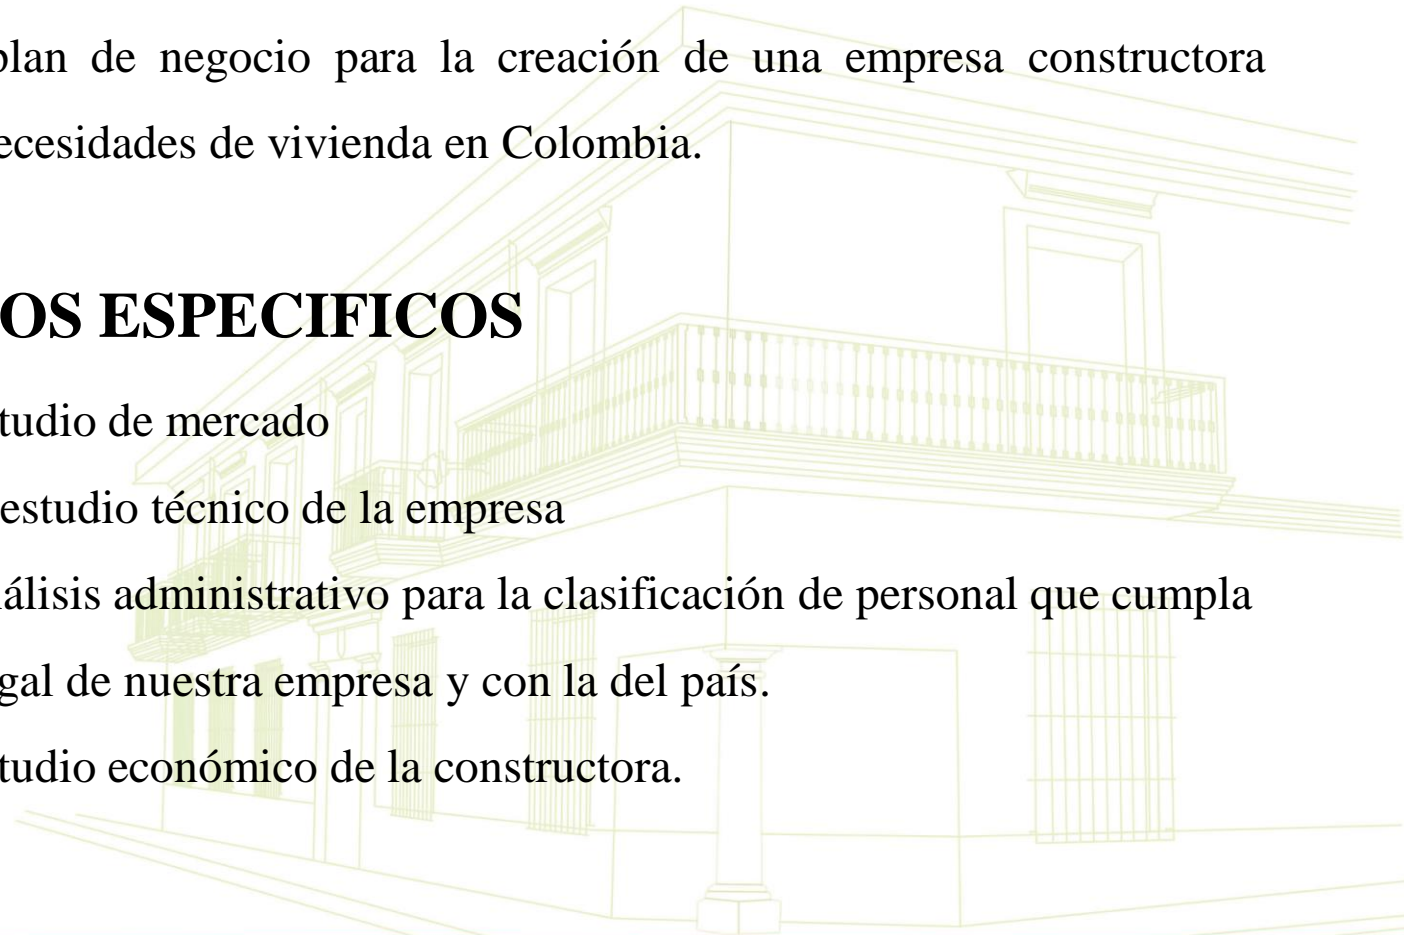 plan de negocio para la creación de una empresa constructora
ecesidades de vivienda en Colombia.
OS ESPECIFICOS
tudio de mercado
estudio técnico de la empresa
álisis administrativo para la clasificación de personal que cumpla
gal de nuestra empresa y con la del país.
tudio económico de la constructora.